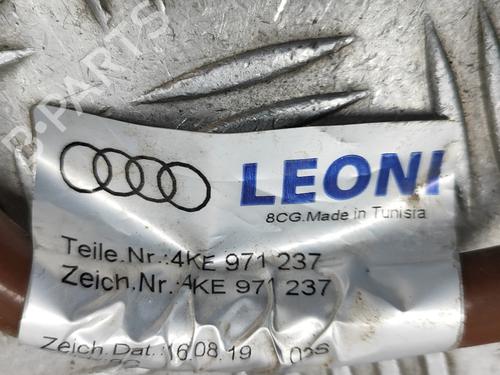 B-PARTS
LEONI
8CG.Made in Tunisia
Teile.Nr.:4KE 971 237
Zeich.Nr.:4KE 971 237
Zeich.Dat.:16.08.19